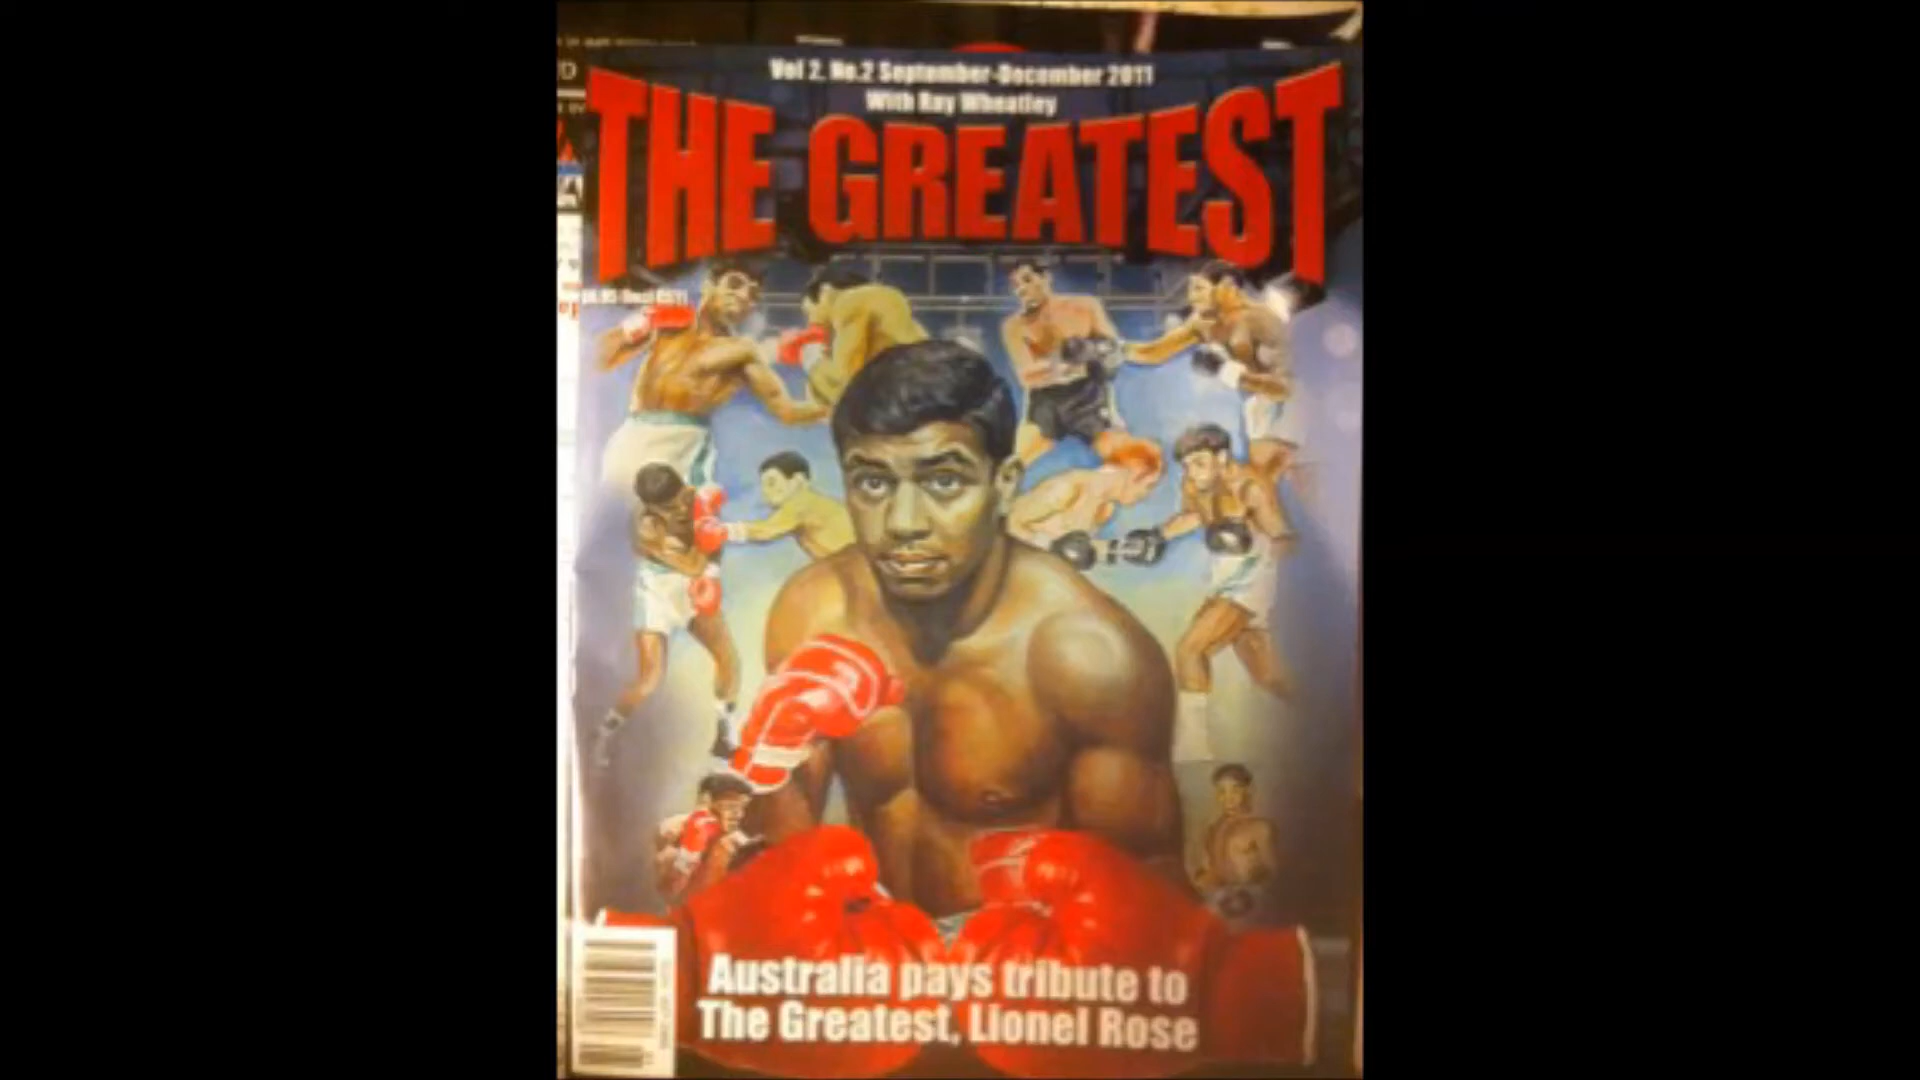 Vol 2. No.2 September-December 2011
With Ray Wheatley
THE GREATEST
Australia pays tribute to
The Greatest, Lionel Rose